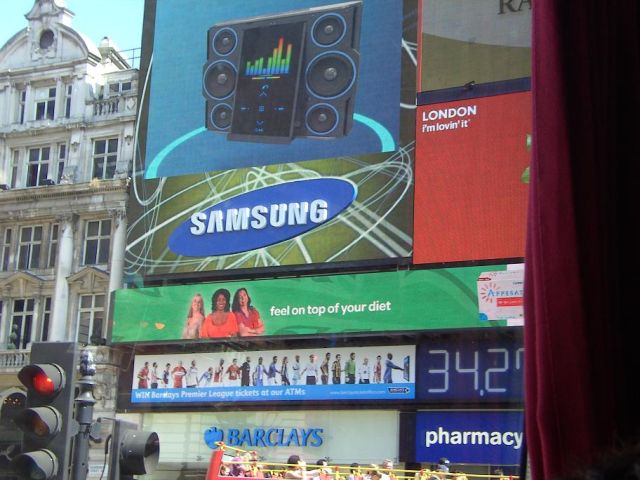 RA
LONDON
i'm lovin' it
SAMSUNG
feel on top of your diet
WIN Barclays Premier League tickets at our ATMs
34,2
BARCLAYS
pharmacy